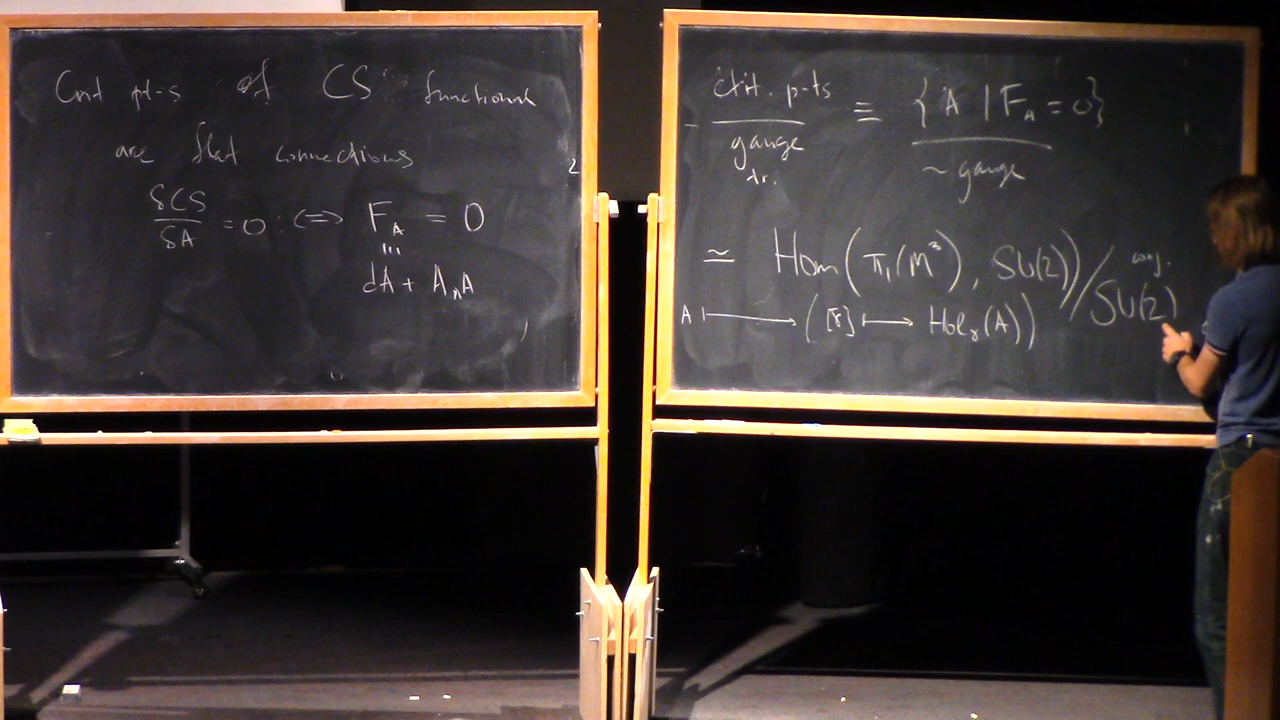 Crit pt-s of CS functional
are flat connections
δCS/δA = 0 : ⟺ F_A = 0
dA + A∧A
crit. p-ts / gauge tr. ≡ { A | F_A = 0 } / ~ gauge
≃ Hom(π₁(M³), SU(2)) / SU(2) conj.
A ⟼ ([γ] ⟼ Hol_γ(A))